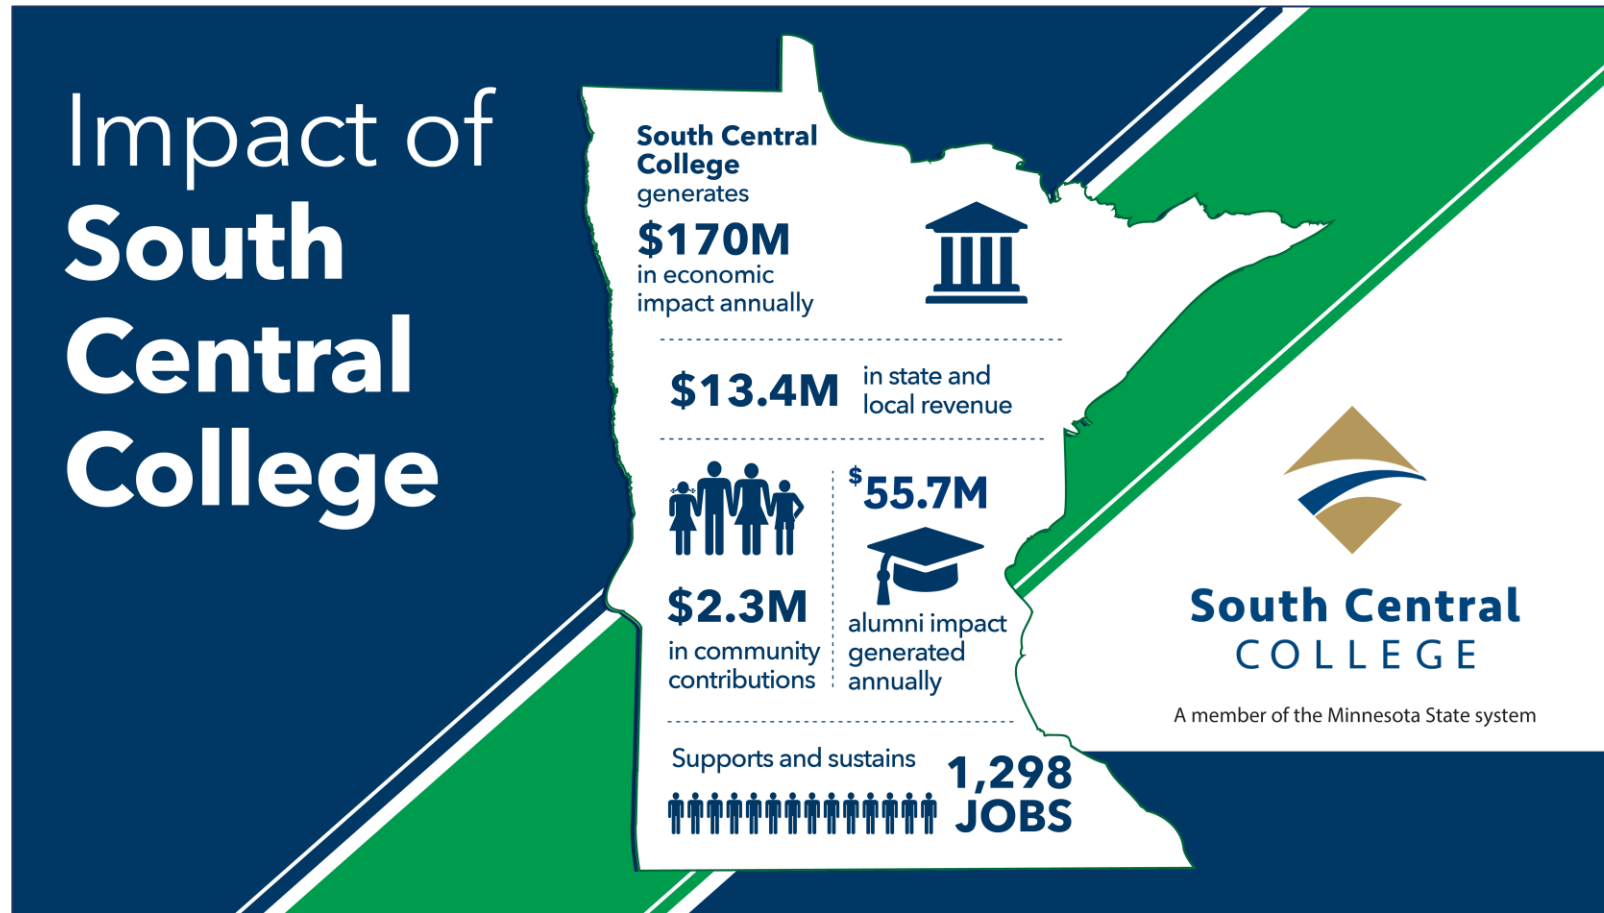 Impact of
South
Central
College
South Central
College
generates
$170M
in economic
impact annually
$13.4M
in state and
local revenue
$2.3M
in community
contributions
$55.7M
alumni impact
generated
annually
Supports and sustains
1,298
JOBS
South Central
COLLEGE
A member of the Minnesota State system